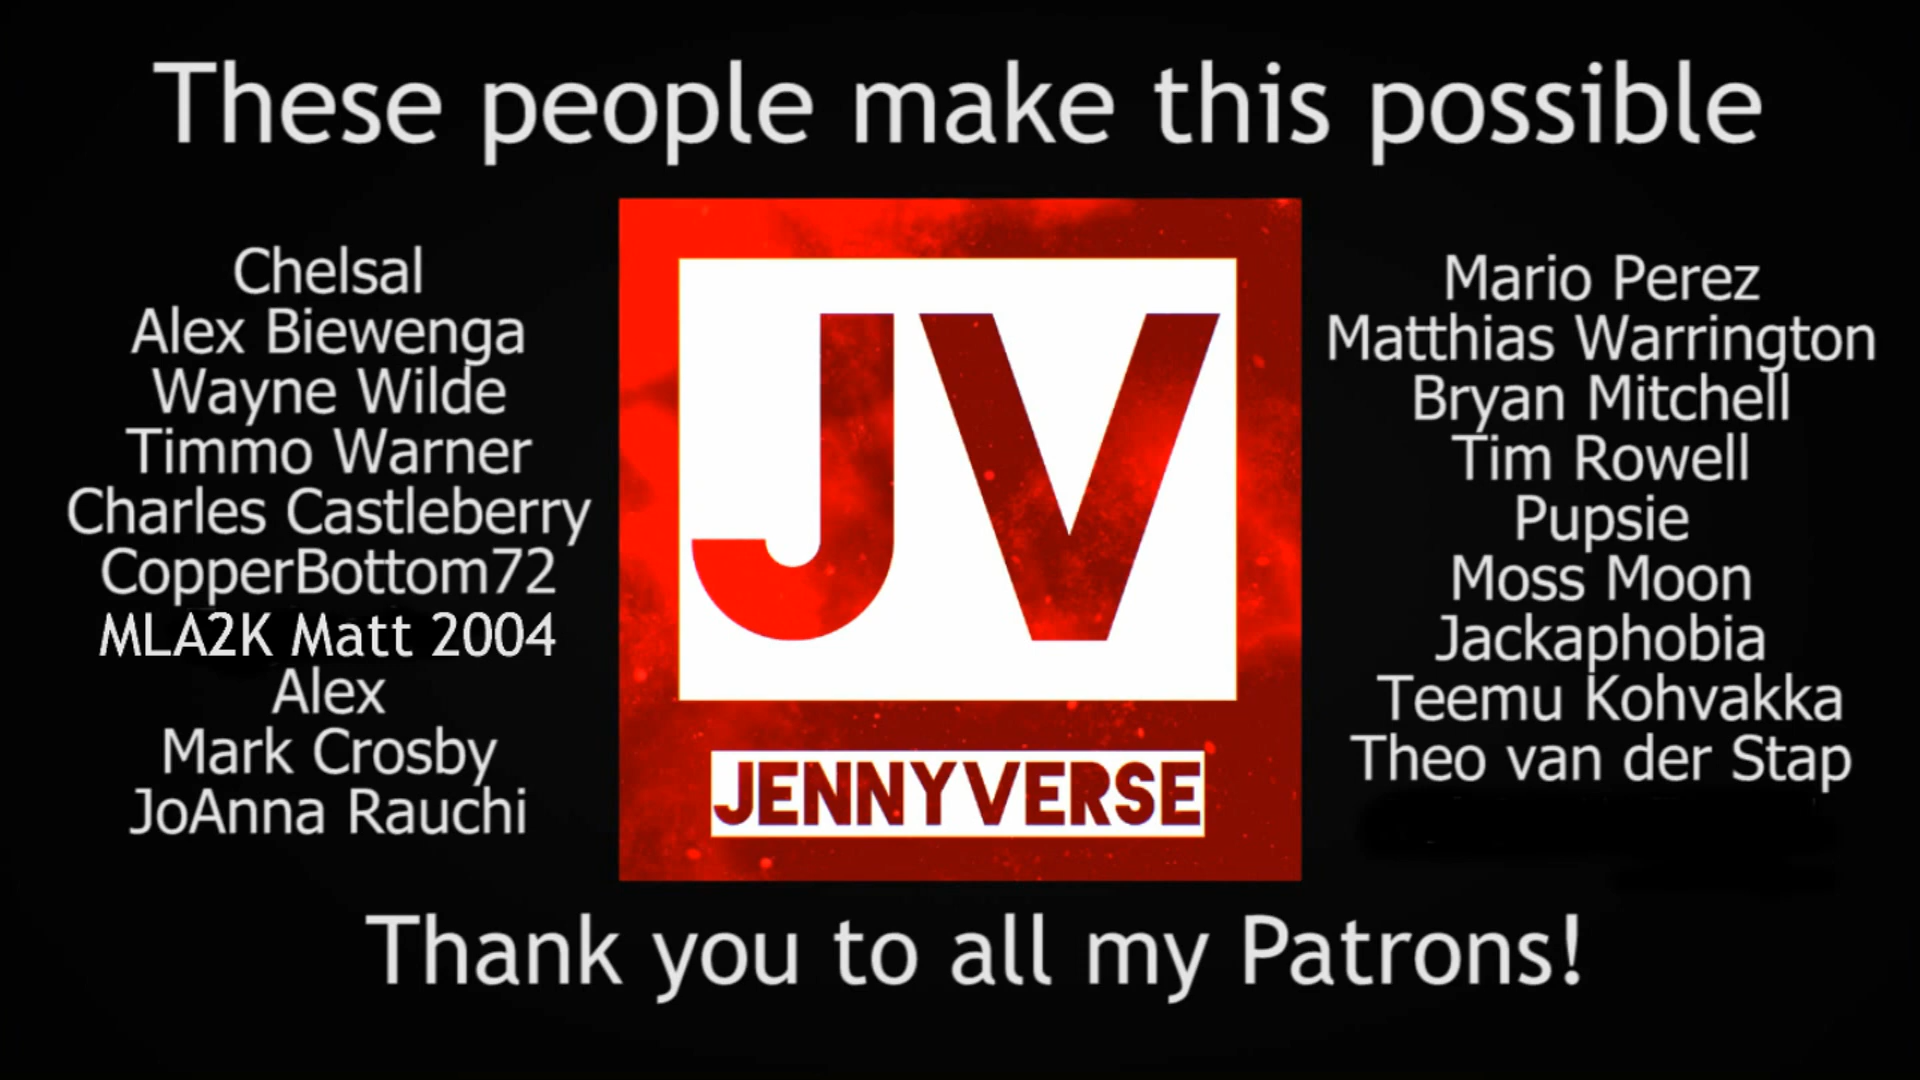 These people make this possible
Chelsal
Alex Biewenga
Wayne Wilde
Timmo Warner
Charles Castleberry
CopperBottom72
MLA2K Matt 2004
Alex
Mark Crosby
JoAnna Rauchi
JV
JENNYVERSE
Mario Perez
Matthias Warrington
Bryan Mitchell
Tim Rowell
Pupsie
Moss Moon
Jackaphobia
Teemu Kohvakka
Theo van der Stap
Thank you to all my Patrons!